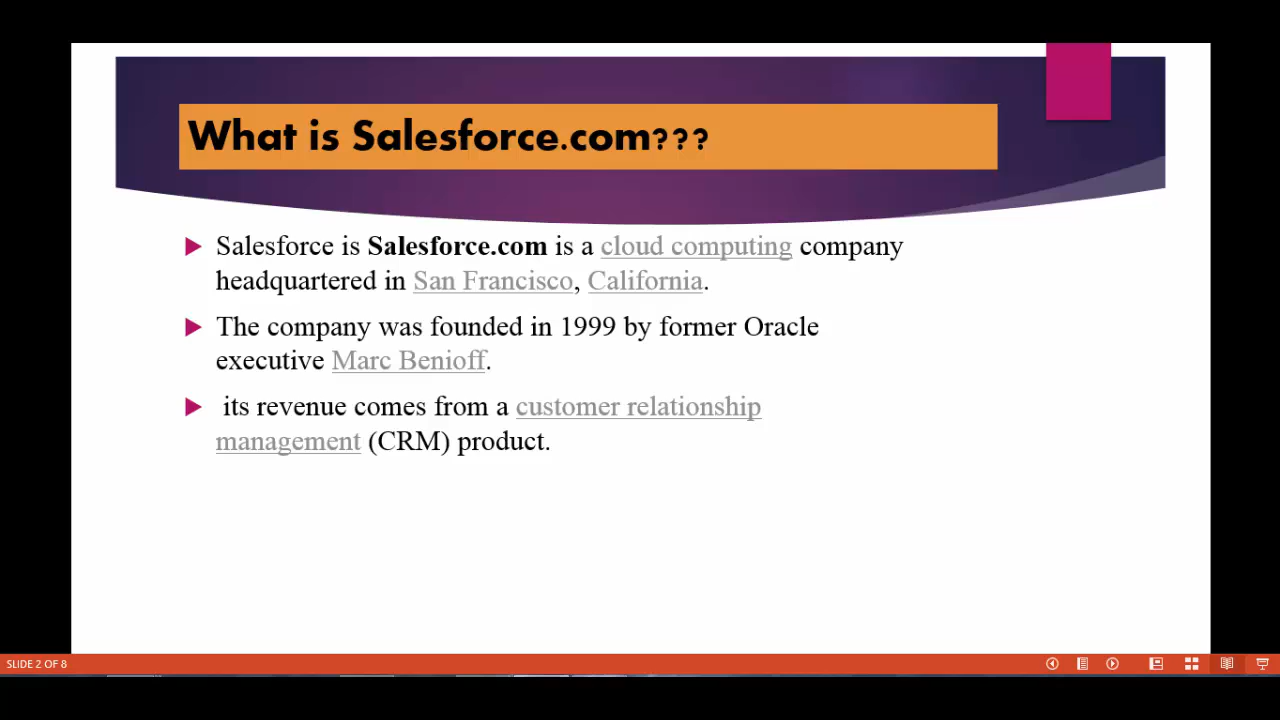 What is Salesforce.com???
Salesforce is Salesforce.com is a cloud computing company
headquartered in San Francisco, California.
The company was founded in 1999 by former Oracle
executive Marc Benioff.
its revenue comes from a customer relationship
management (CRM) product.
SLIDE 2 OF 8